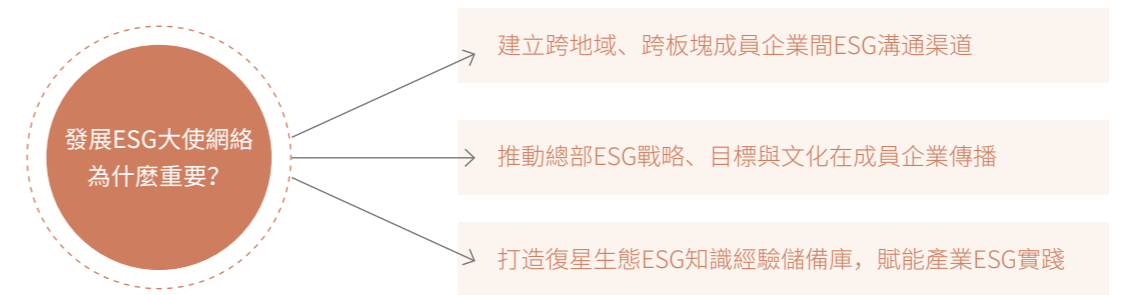 發展ESG大使網絡
為什麼重要?
建立跨地域、跨板塊成員企業間ESG溝通渠道
推動總部ESG戰略、目標與文化在成員企業傳播
打造復星生態ESG知識經驗儲備庫，賦能產業ESG實踐